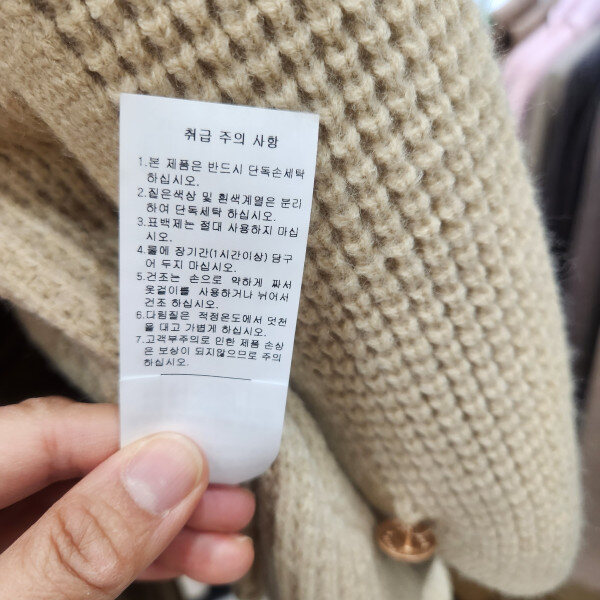 취급 주의 사항
1.본 제품은 반드시 단독손세탁
하십시오.
2.짙은색상 및 흰색계열은 분리
하여 단독세탁 하십시오.
3.표백제는 절대 사용하지 마십
시오.
4.물에 장기간(1시간이상) 담구
어 두지 마십시오.
5.건조는 손으로 약하게 짜서
옷걸이를 사용하거나 뉘어서
건조 하십시오.
6.다림질은 적정온도에서 덧천
을 대고 가볍게 하십시오.
7.고객부주의로 인한 제품 손상
은 보상이 되지않으므로 주의
하십시오.